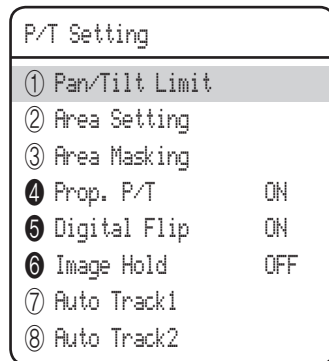 P/T Setting
① Pan/Tilt Limit
② Area Setting
③ Area Masking
❹ Prop. P/T ON
❺ Digital Flip ON
❻ Image Hold OFF
⑦ Auto Track1
⑧ Auto Track2